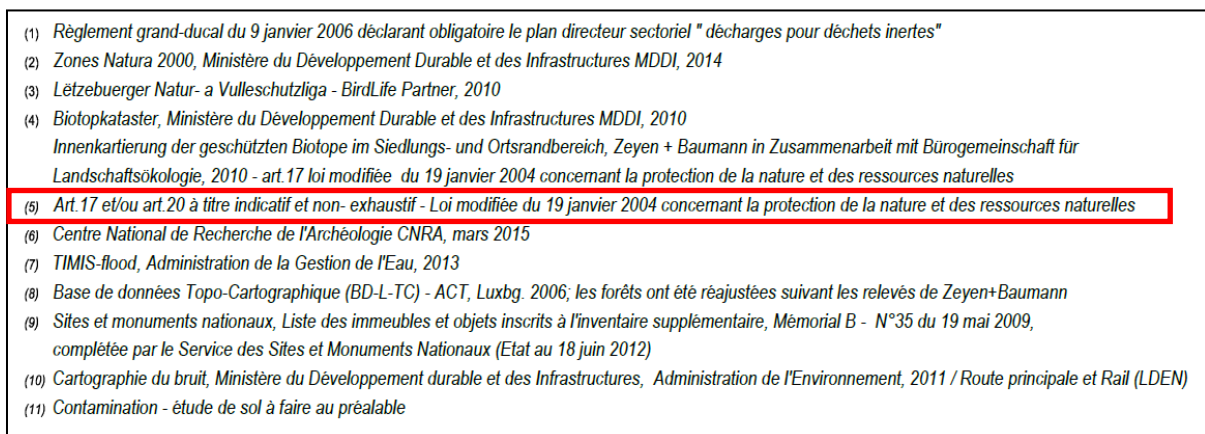 (1) Règlement grand-ducal du 9 janvier 2006 déclarant obligatoire le plan directeur sectoriel " décharges pour déchets inertes"
(2) Zones Natura 2000, Ministère du Développement Durable et des Infrastructures MDDI, 2014
(3) Lëtzebuerger Natur- a Vulleschutzliga - BirdLife Partner, 2010
(4) Biotopkataster, Ministère du Développement Durable et des Infrastructures MDDI, 2010
Innenkartierung der geschützten Biotope im Siedlungs- und Ortsrandbereich, Zeyen + Baumann in Zusammenarbeit mit Bürogemeinschaft für
Landschaftsökologie, 2010 - art.17 loi modifiée du 19 janvier 2004 concernant la protection de la nature et des ressources naturelles
(5) Art.17 et/ou art.20 à titre indicatif et non- exhaustif - Loi modifiée du 19 janvier 2004 concernant la protection de la nature et des ressources naturelles
(6) Centre National de Recherche de l'Archéologie CNRA, mars 2015
(7) TIMIS-flood, Administration de la Gestion de l'Eau, 2013
(8) Base de données Topo-Cartographique (BD-L-TC) - ACT, Luxbg. 2006; les forêts ont été réajustées suivant les relevés de Zeyen+Baumann
(9) Sites et monuments nationaux, Liste des immeubles et objets inscrits à l'inventaire supplémentaire, Mémorial B - N°35 du 19 mai 2009,
complétée par le Service des Sites et Monuments Nationaux (Etat au 18 juin 2012)
(10) Cartographie du bruit, Ministère du Développement durable et des Infrastructures, Administration de l'Environnement, 2011 / Route principale et Rail (LDEN)
(11) Contamination - étude de sol à faire au préalable